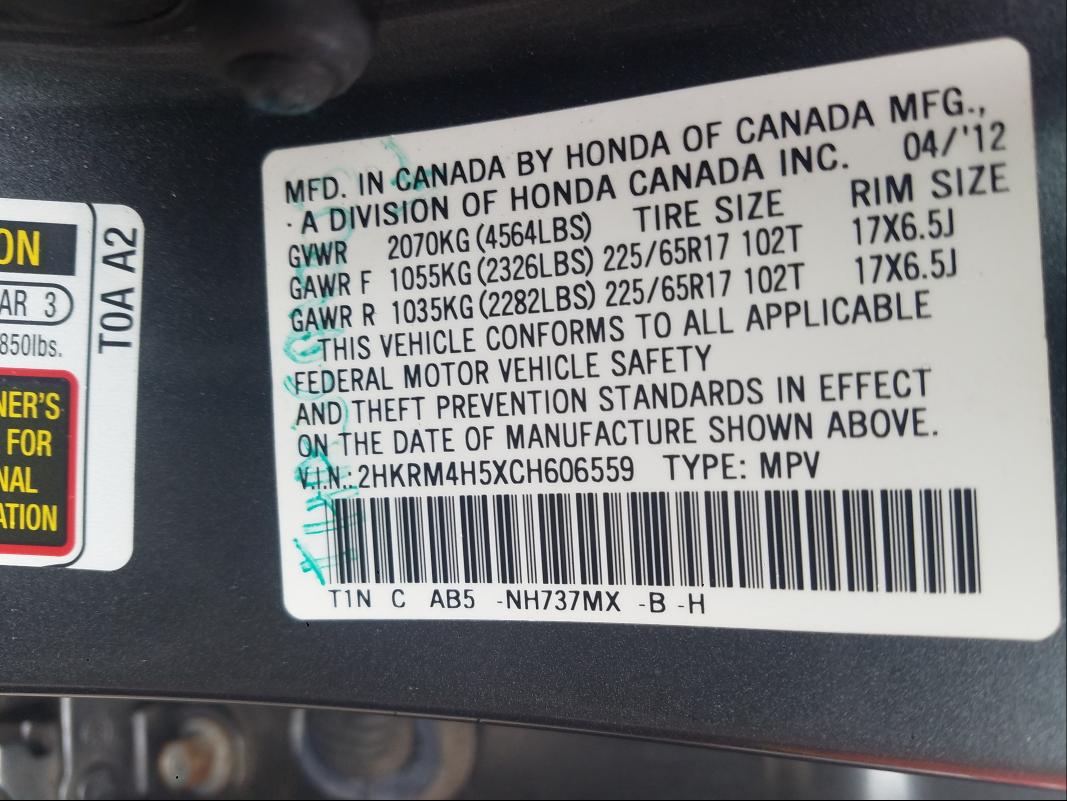 MFD. IN CANADA BY HONDA OF CANADA MFG.,
A DIVISION OF HONDA CANADA INC. 04/'12
GVWR 2070KG (4564LBS) TIRE SIZE RIM SIZE
GAWR F 1055KG (2326LBS) 225/65R17 102T 17X6.5J
GAWR R 1035KG (2282LBS) 225/65R17 102T 17X6.5J
THIS VEHICLE CONFORMS TO ALL APPLICABLE
FEDERAL MOTOR VEHICLE SAFETY
AND THEFT PREVENTION STANDARDS IN EFFECT
ON THE DATE OF MANUFACTURE SHOWN ABOVE.
V.I.N.: 2HKRM4H5XCH606559 TYPE: MPV
T1N C AB5 -NH737MX -B -H
T0A A2
ON
AR 3
850lbs.
NER'S
FOR
NAL
ATION